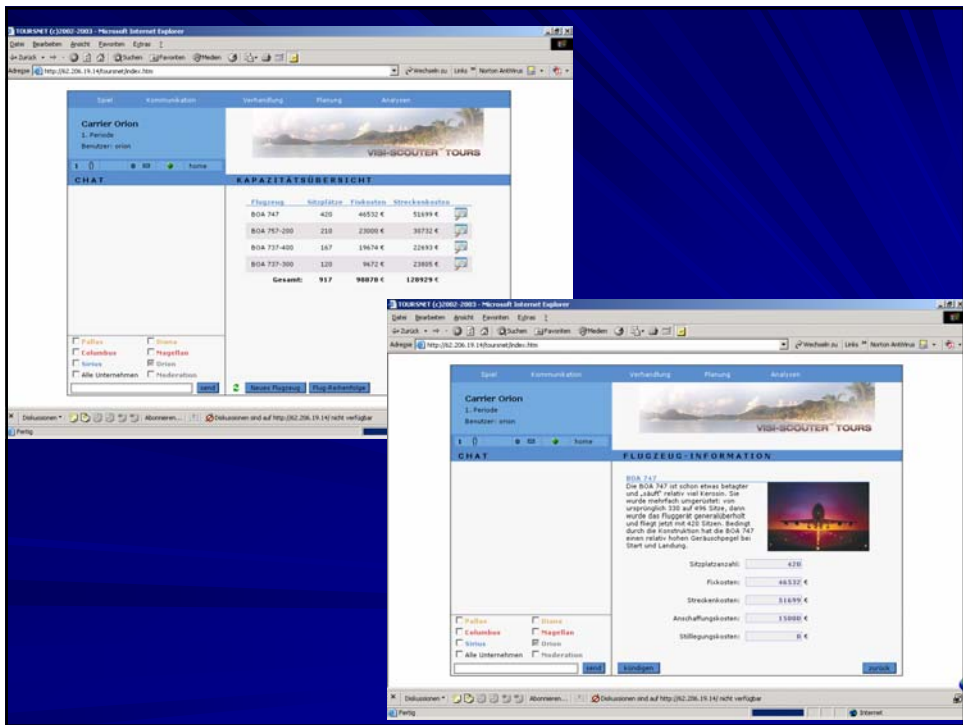 TOURSNET (c)2002-2003 - Microsoft Internet Explorer
Datei Bearbeiten Ansicht Favoriten Extras ?
Zurück Suchen Favoriten Medien
Adresse http://62.206.19.14/toursnet/index.htm Wechseln zu Links Norton AntiVirus
Spiel Kommunikation Verhandlung Planung Analysen
Carrier Orion
1. Periode
Benutzer: orion
VISI-SCOUTER TOURS
home
CHAT
KAPAZITÄTSÜBERSICHT
Flugzeug Sitzplätze Fixkosten Streckenkosten
BOA 747 420 46532 € 51699 €
BOA 757-200 210 23000 € 30732 €
BOA 737-400 167 19674 € 22693 €
BOA 737-300 120 9672 € 23805 €
Gesamt: 917 98878 € 128929 €
Pallas Diana
Columbus Magellan
Sirius Orion
Alle Unternehmen Moderation
send Neues Flugzeug Flug-Reihenfolge
Diskussionen Abonnieren... Diskussionen sind auf http://62.206.19.14/ nicht verfügbar
Fertig
TOURSNET (c)2002-2003 - Microsoft Internet Explorer
Datei Bearbeiten Ansicht Favoriten Extras ?
Zurück Suchen Favoriten Medien
Adresse http://62.206.19.14/toursnet/index.htm Wechseln zu Links Norton AntiVirus
Spiel Kommunikation Verhandlung Planung Analysen
Carrier Orion
1. Periode
Benutzer: orion
VISI-SCOUTER TOURS
home
CHAT
FLUGZEUG-INFORMATION
BOA 747
Die BOA 747 ist schon etwas betagter
und „säuft" relativ viel Kerosin. Sie
wurde mehrfach umgerüstet: von
ursprünglich 330 auf 496 Sitze, dann
wurde das Fluggerät generalüberholt
und fliegt jetzt mit 420 Sitzen. Bedingt
durch die Konstruktion hat die BOA 747
einen relativ hohen Geräuschpegel bei
Start und Landung.
Sitzplatzanzahl: 420
Fixkosten: 46532 €
Streckenkosten: 51699 €
Anschaffungskosten: 15000 €
Stillegungskosten: 0 €
Pallas Diana
Columbus Magellan
Sirius Orion
Alle Unternehmen Moderation
send kündigen zurück
Diskussionen Abonnieren... Diskussionen sind auf http://62.206.19.14/ nicht verfügbar
Fertig Internet